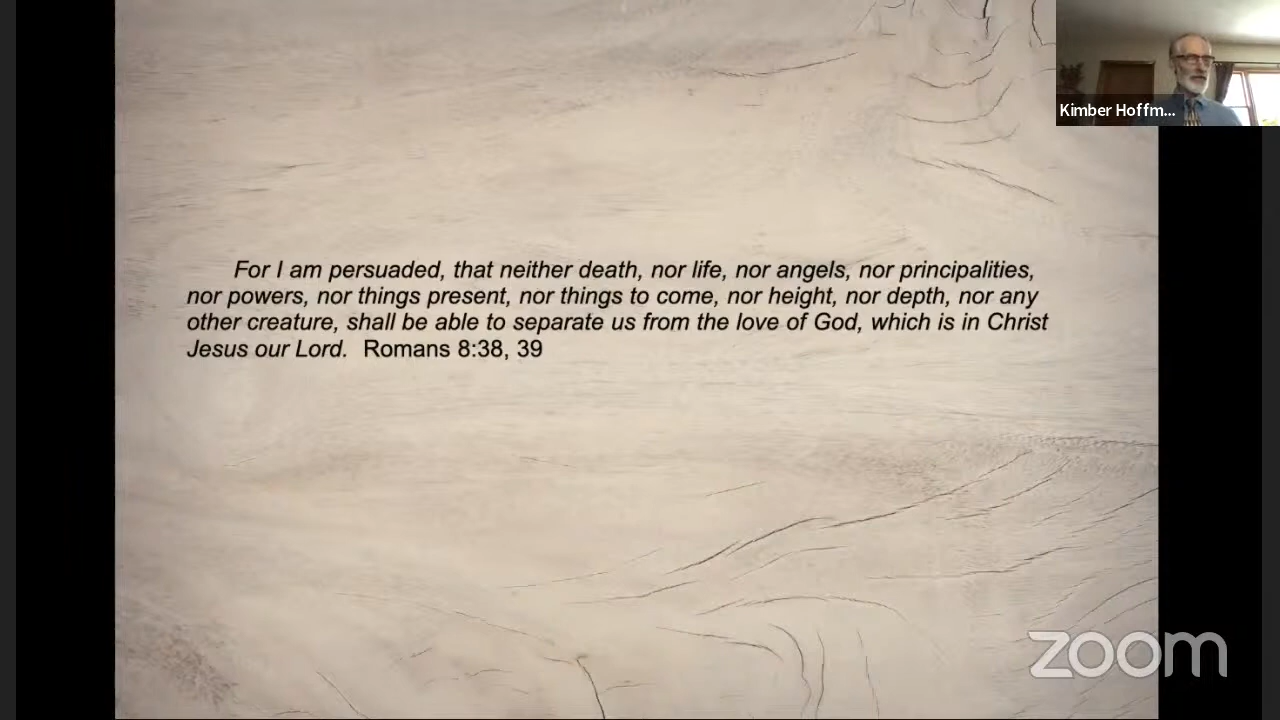 Kimber Hoffm...
For I am persuaded, that neither death, nor life, nor angels, nor principalities,
nor powers, nor things present, nor things to come, nor height, nor depth, nor any
other creature, shall be able to separate us from the love of God, which is in Christ
Jesus our Lord. Romans 8:38, 39
zoom